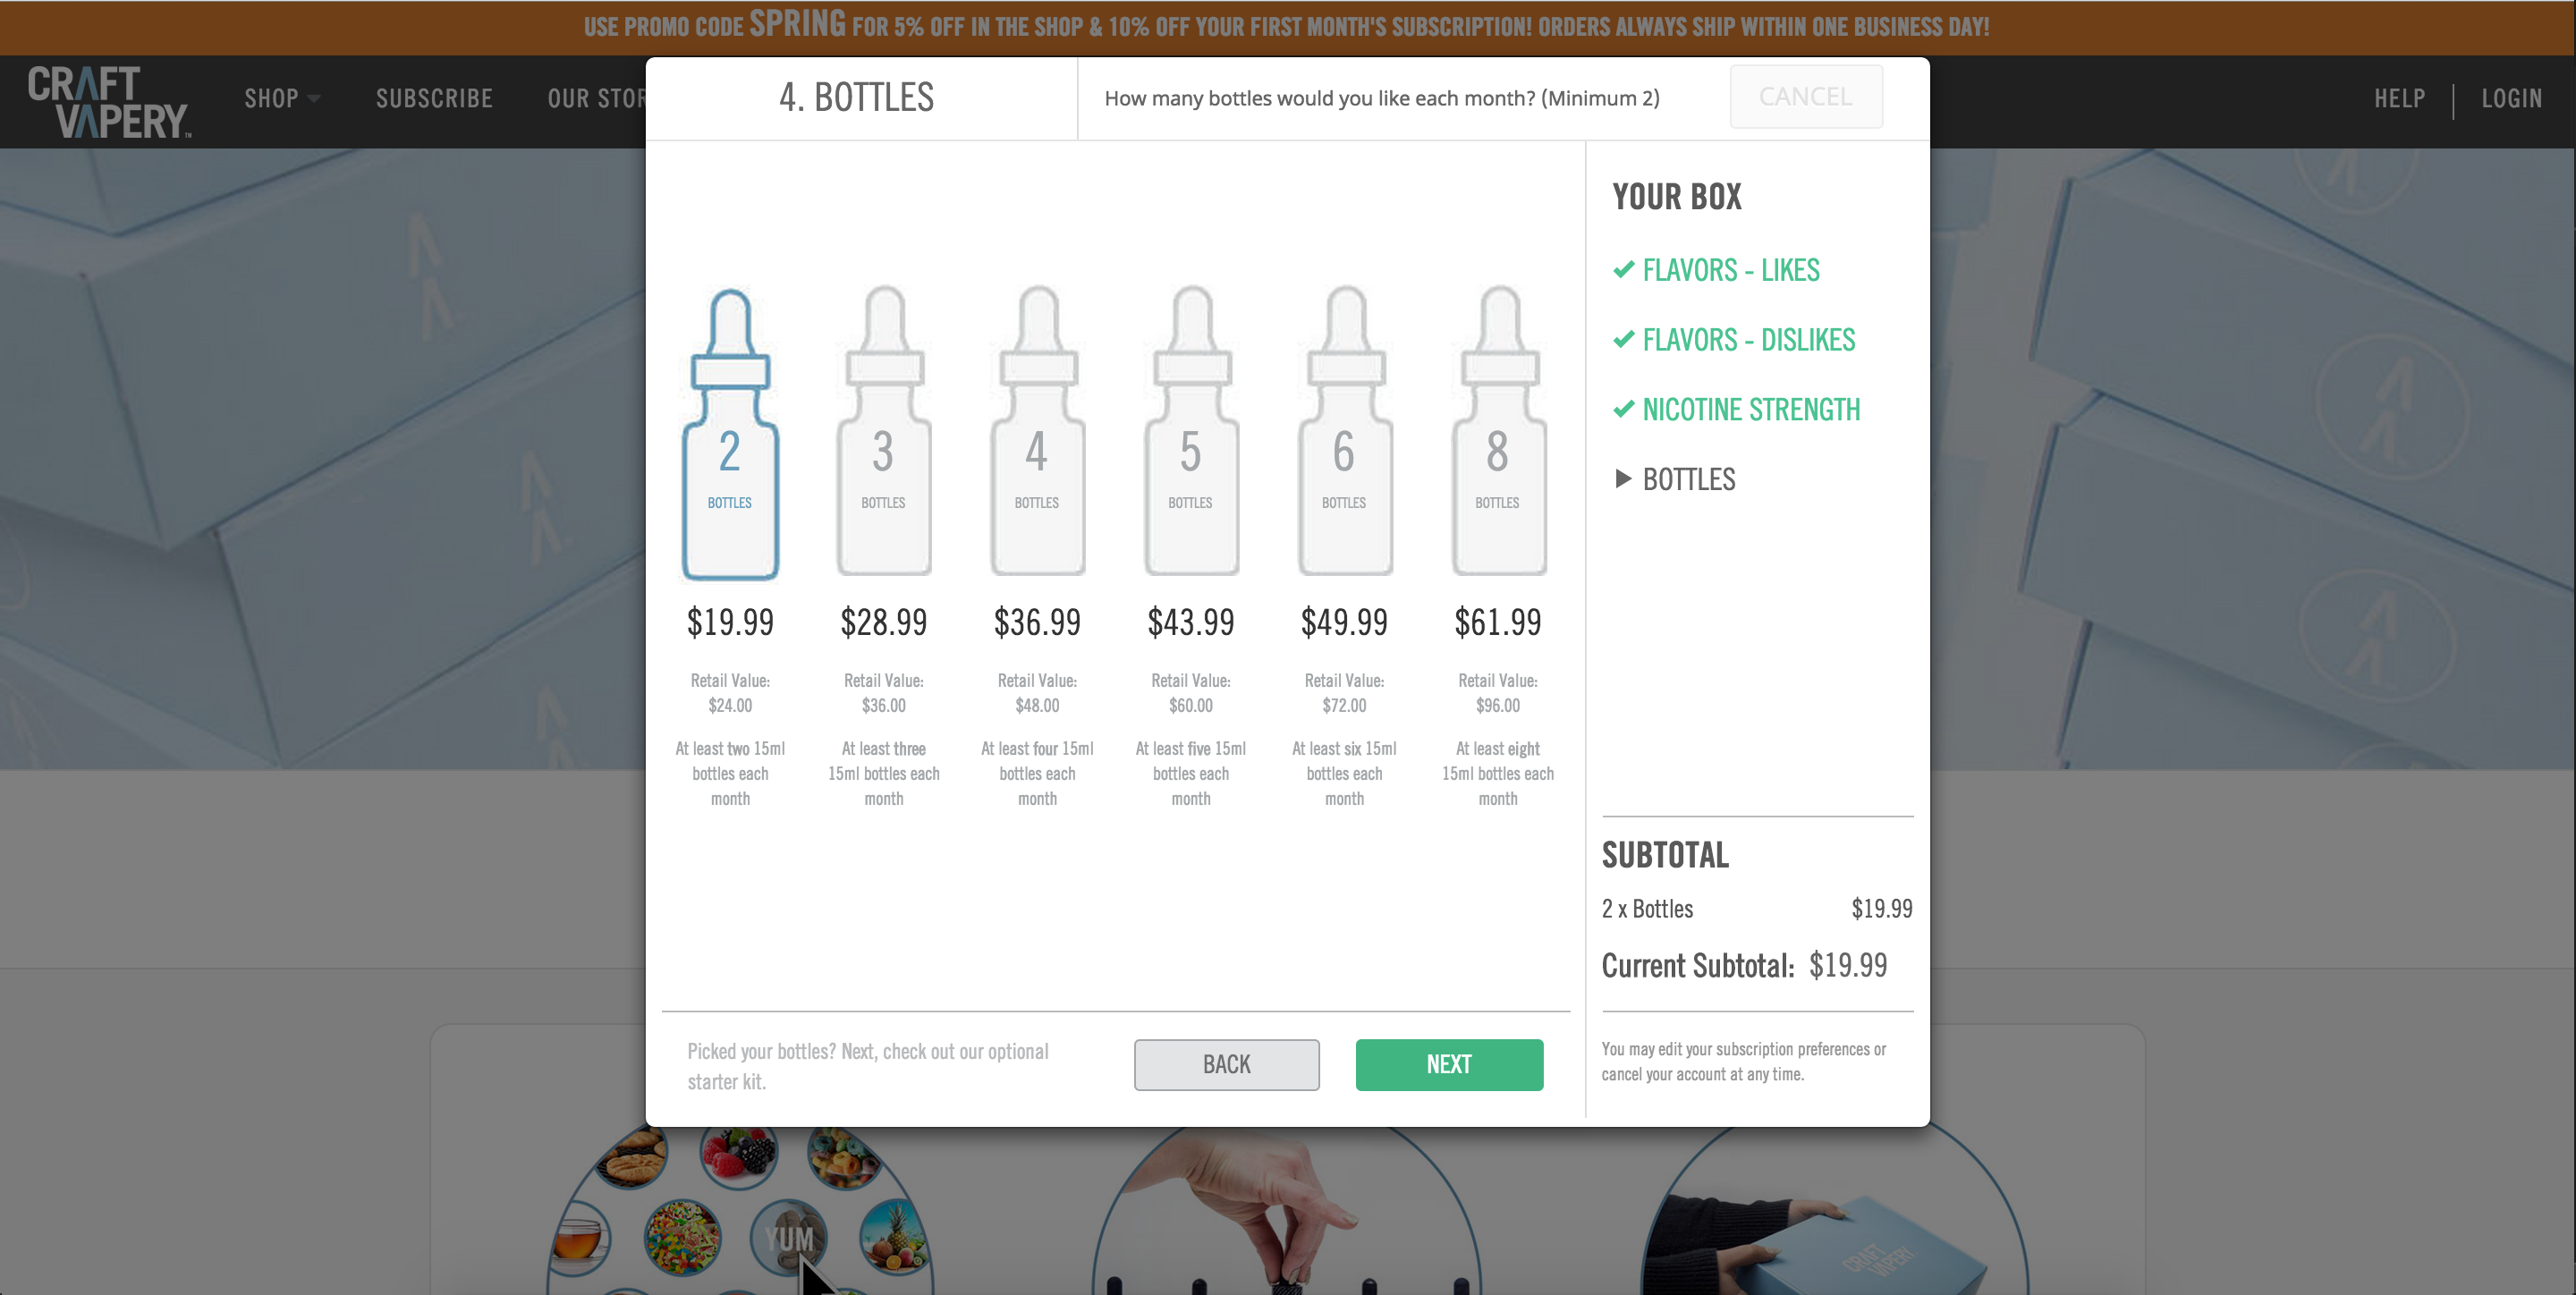 USE PROMO CODE SPRING FOR 5% OFF IN THE SHOP & 10% OFF YOUR FIRST MONTH'S SUBSCRIPTION! ORDERS ALWAYS SHIP WITHIN ONE BUSINESS DAY!
CRAFT
VAPERY™
SHOP
SUBSCRIBE
OUR STOR
HELP
LOGIN
4. BOTTLES
How many bottles would you like each month? (Minimum 2)
CANCEL
2
BOTTLES
$19.99
Retail Value:
$24.00
At least two 15ml
bottles each
month
3
BOTTLES
$28.99
Retail Value:
$36.00
At least three
15ml bottles each
month
4
BOTTLES
$36.99
Retail Value:
$48.00
At least four 15ml
bottles each
month
5
BOTTLES
$43.99
Retail Value:
$60.00
At least five 15ml
bottles each
month
6
BOTTLES
$49.99
Retail Value:
$72.00
At least six 15ml
bottles each
month
8
BOTTLES
$61.99
Retail Value:
$96.00
At least eight
15ml bottles each
month
Picked your bottles? Next, check out our optional
starter kit.
BACK
NEXT
YOUR BOX
FLAVORS - LIKES
FLAVORS - DISLIKES
NICOTINE STRENGTH
BOTTLES
SUBTOTAL
2 x Bottles $19.99
Current Subtotal: $19.99
You may edit your subscription preferences or
cancel your account at any time.
YUM
CRAFT
VAPERY